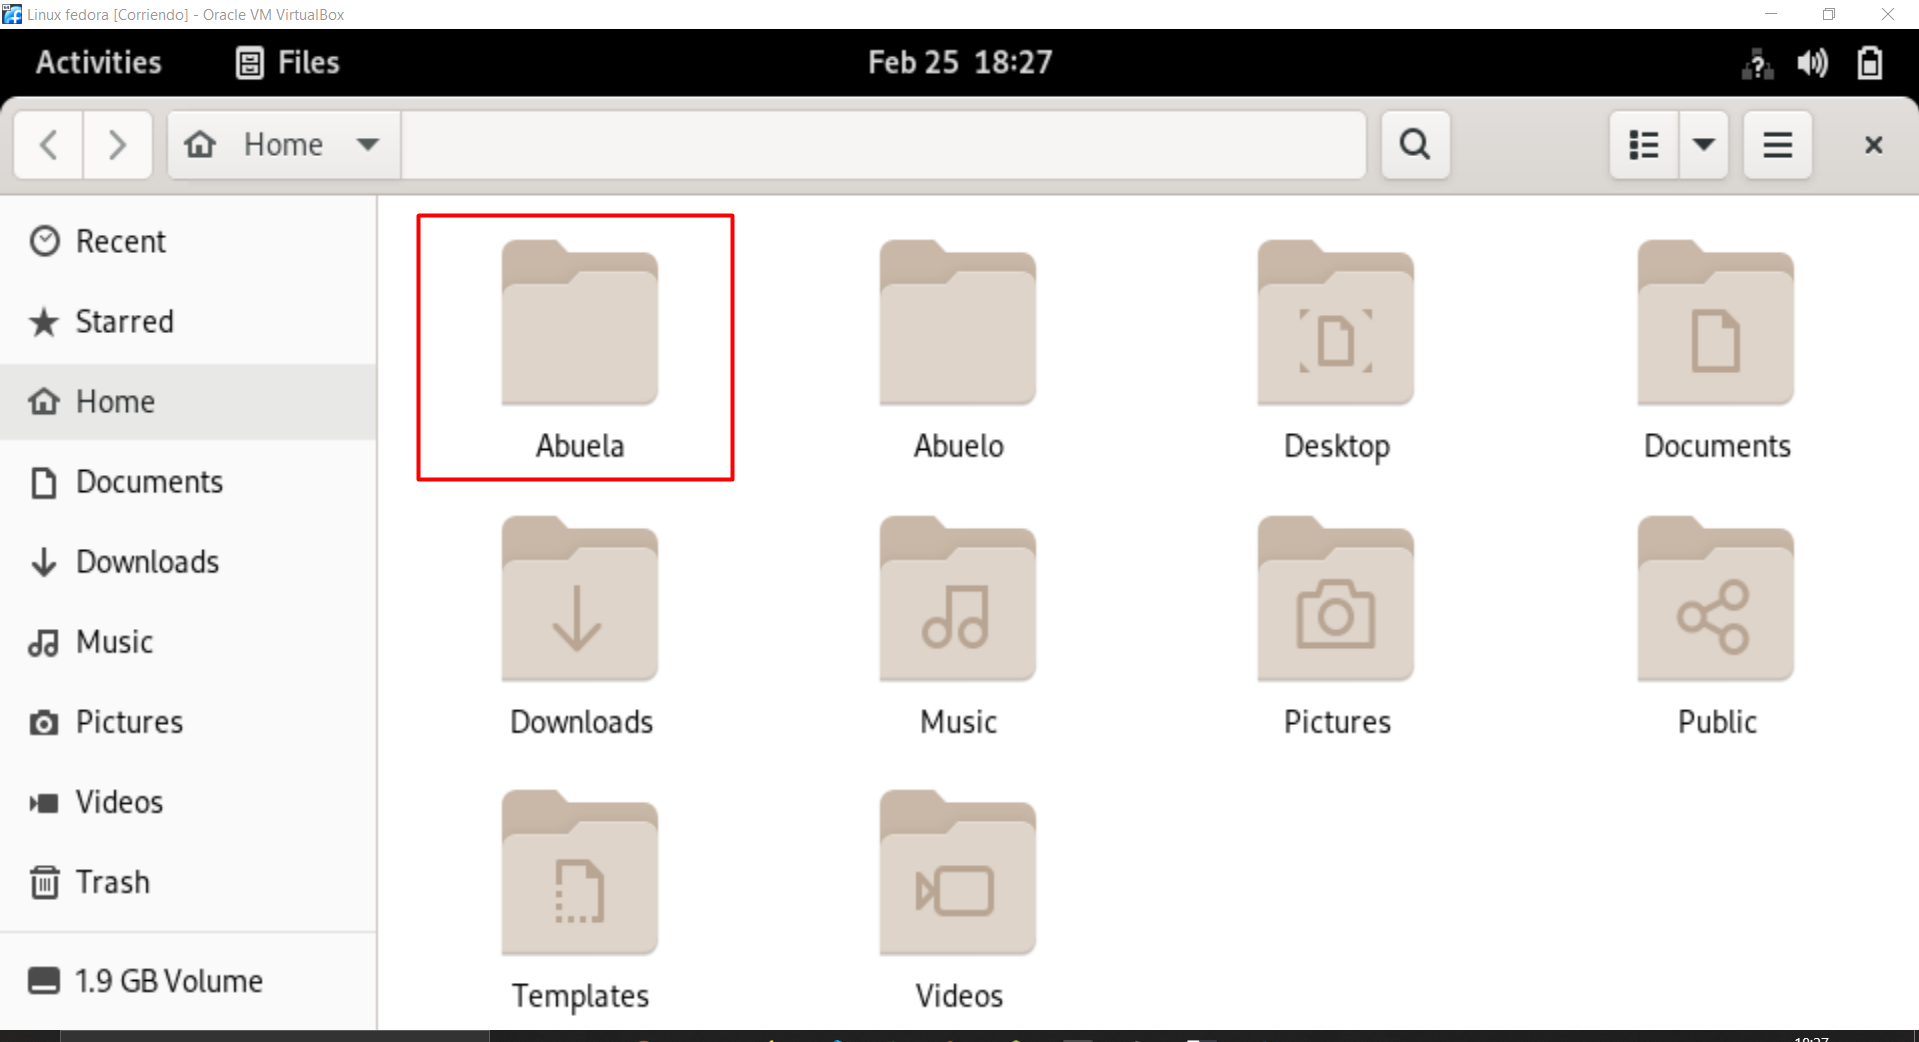 Linux fedora [Corriendo] - Oracle VM VirtualBox
Activities Files Feb 25 18:27
Home
Recent
Starred
Home
Documents
Downloads
Music
Pictures
Videos
Trash
1.9 GB Volume
Abuela Abuelo Desktop Documents
Downloads Music Pictures Public
Templates Videos